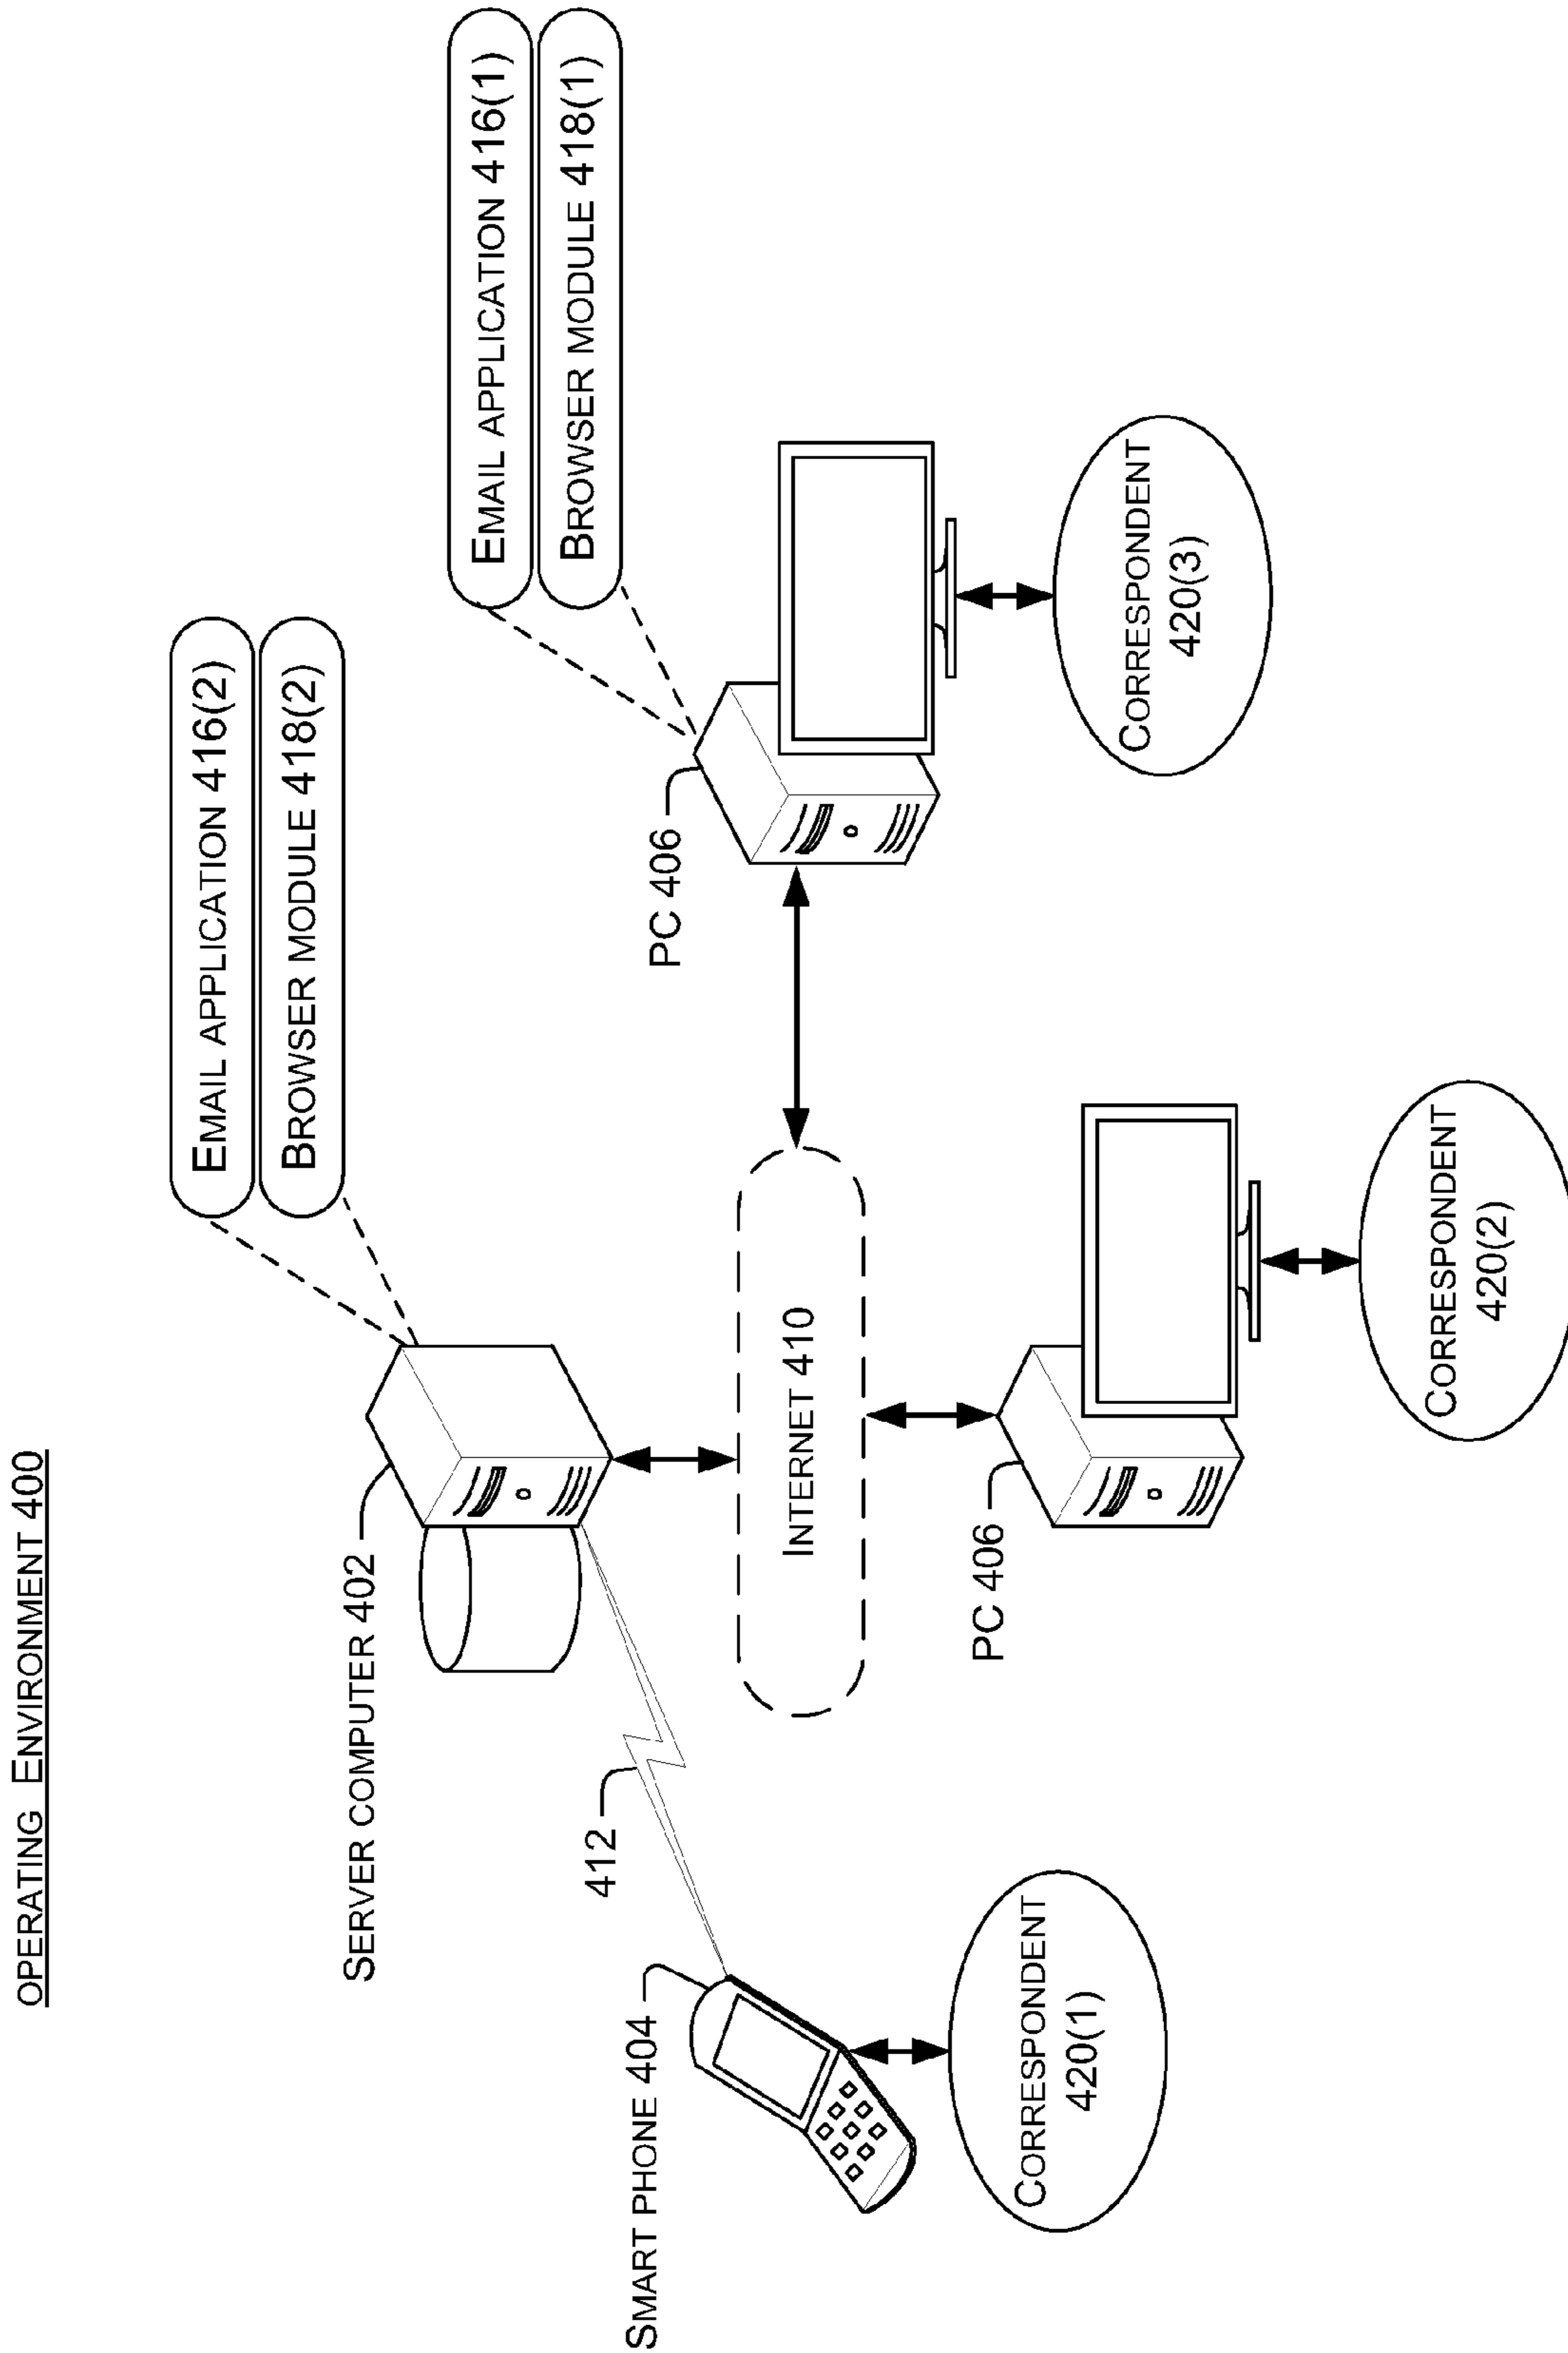 OPERATING ENVIRONMENT 400
EMAIL APPLICATION 416(2)
BROWSER MODULE 418(2)
SERVER COMPUTER 402
EMAIL APPLICATION 416(1)
BROWSER MODULE 418(1)
412
SMART PHONE 404
PC 406
INTERNET 410
PC 406
CORRESPONDENT
420(1)
CORRESPONDENT
420(2)
CORRESPONDENT
420(3)